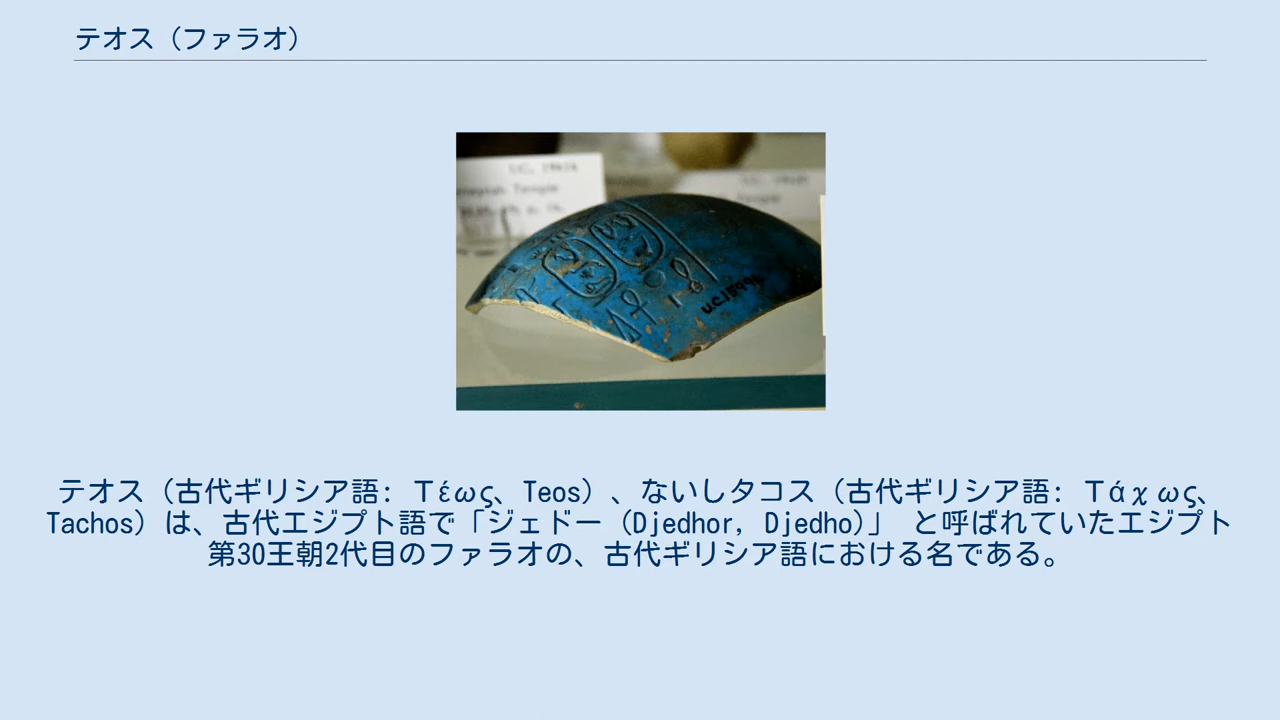 テオス（ファラオ）
UC15991
テオス（古代ギリシア語: Τέως、Teos）、ないしタコス（古代ギリシア語: Τάχως、
Tachos）は、古代エジプト語で「ジェドー（Djedhor, Djedho)」 と呼ばれていたエジプト
第30王朝2代目のファラオの、古代ギリシア語における名である。